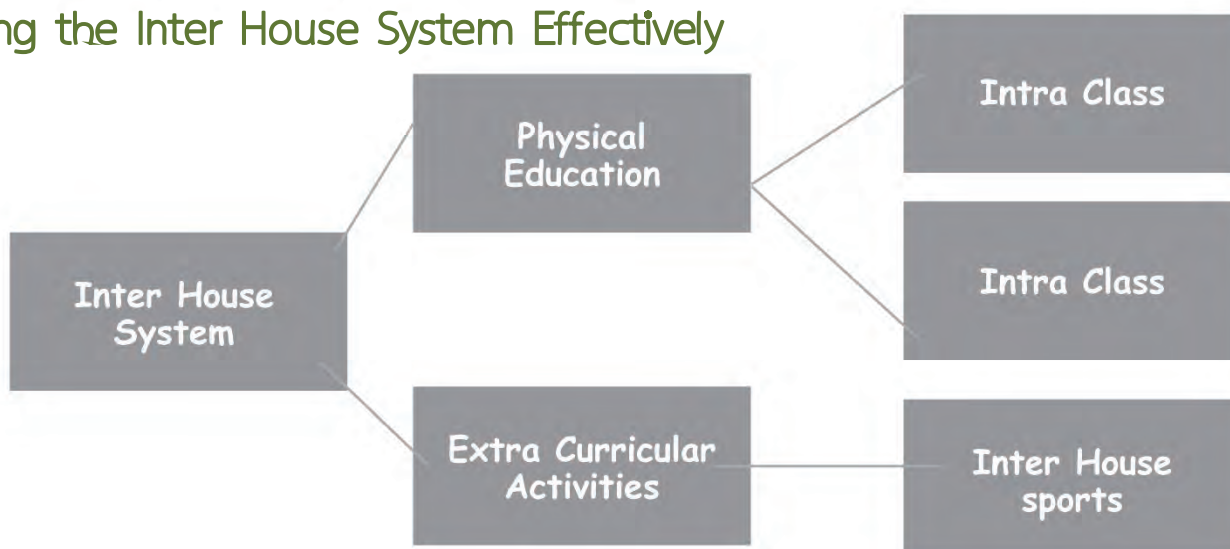 ng the Inter House System Effectively
Intra Class
Physical
Education
Intra Class
Inter House
System
Extra Curricular
Activities
Inter House
sports